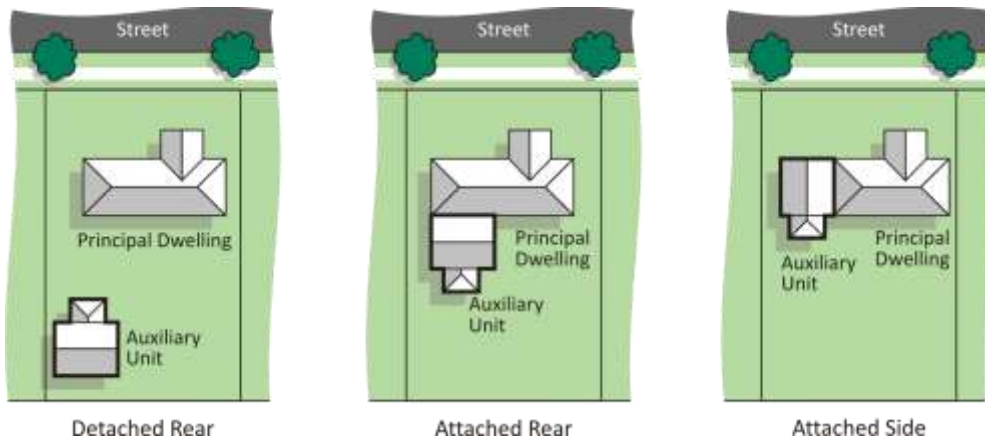 Street
Principal Dwelling
Auxiliary
Unit
Detached Rear
Street
Principal
Dwelling
Auxiliary
Unit
Attached Rear
Street
Auxiliary
Unit
Principal
Dwelling
Attached Side